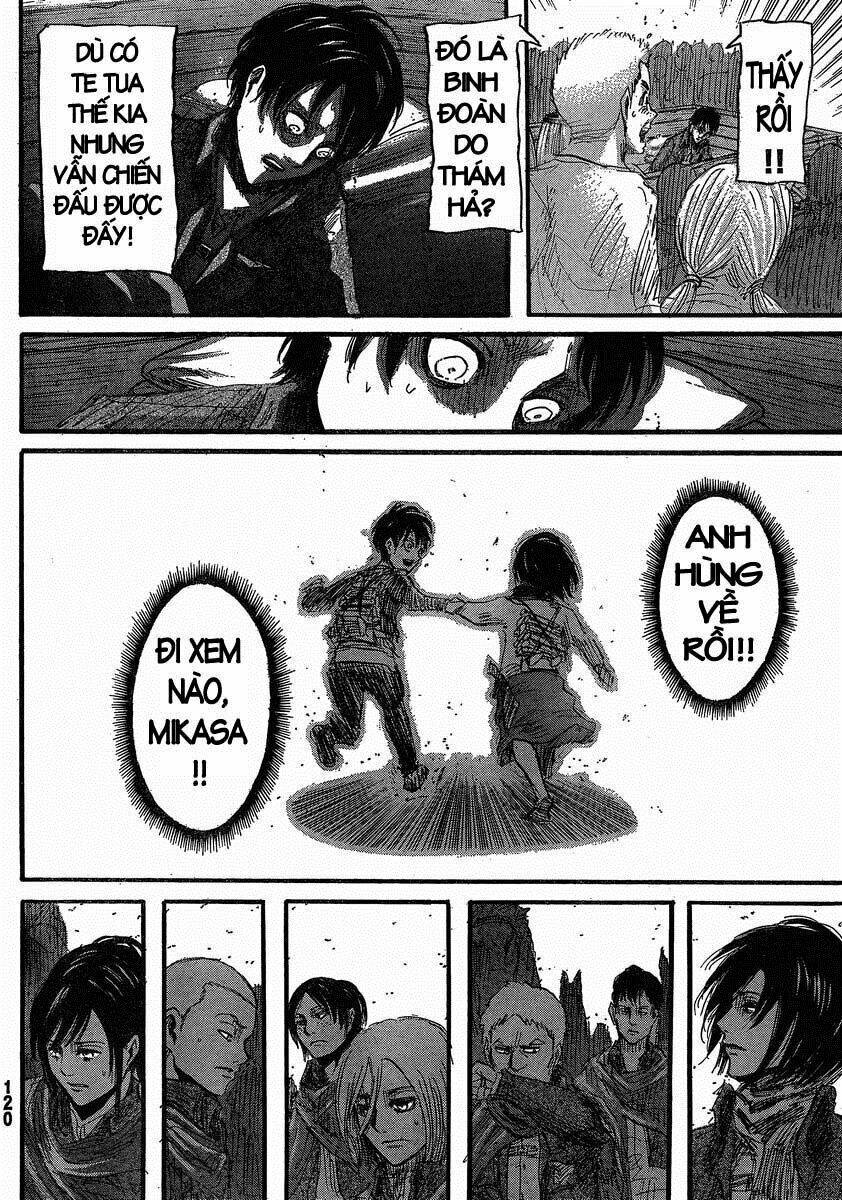 THẤY
RỒI
!!
ĐÓ LÀ
BINH
ĐOÀN
DO
THÁM
HẢ?
DÙ CÓ
TE TUA
THẾ KIA
NHƯNG
VẪN CHIẾN
ĐẤU ĐƯỢC
ĐẤY!
ANH
HÙNG
VỀ
RỒI!!
ĐI XEM
NÀO,
MIKASA
!!
120